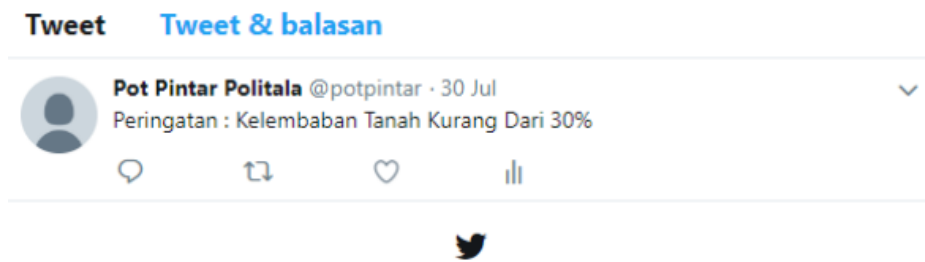 Tweet Tweet & balasan
Pot Pintar Politala @potpintar · 30 Jul
Peringatan : Kelembaban Tanah Kurang Dari 30%